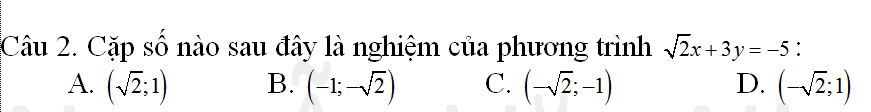 Câu 2. Cặp số nào sau đây là nghiệm của phương trình √2x+3y=−5 :
A. (√2;1) B. (−1;−√2) C. (−√2;−1) D. (−√2;1)